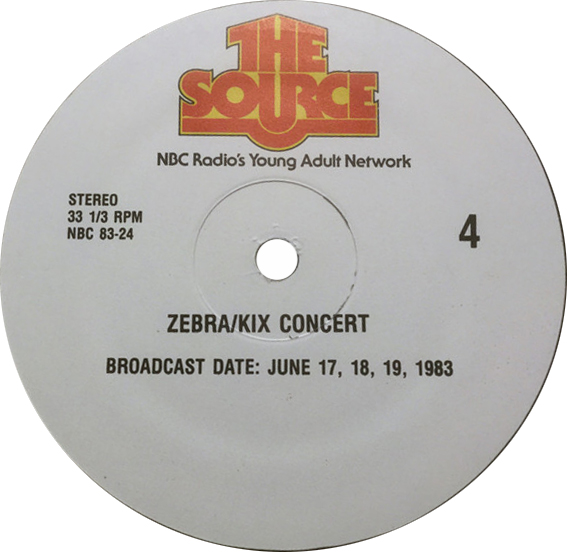 THE
SOURCE
NBC Radio's Young Adult Network
STEREO
33 1/3 RPM
NBC 83-24
4
ZEBRA/KIX CONCERT
BROADCAST DATE: JUNE 17, 18, 19, 1983